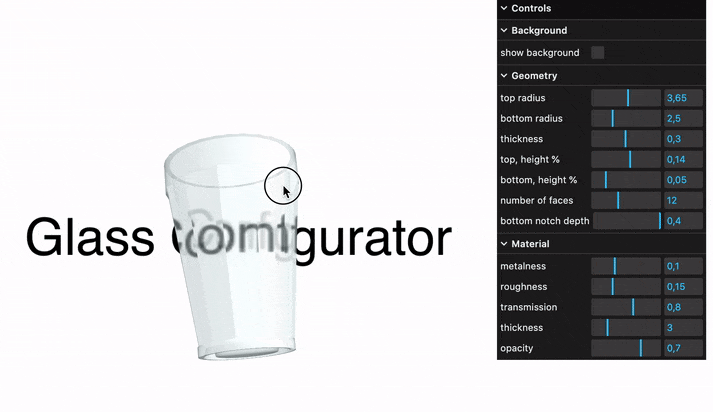 Glass Configurator
Controls
Background
show background
Geometry
top radius 3,65
bottom radius 2,5
thickness 0,3
top, height % 0,14
bottom, height % 0,05
number of faces 12
bottom notch depth 0,4
Material
metalness 0,1
roughness 0,15
transmission 0,8
thickness 3
opacity 0,7